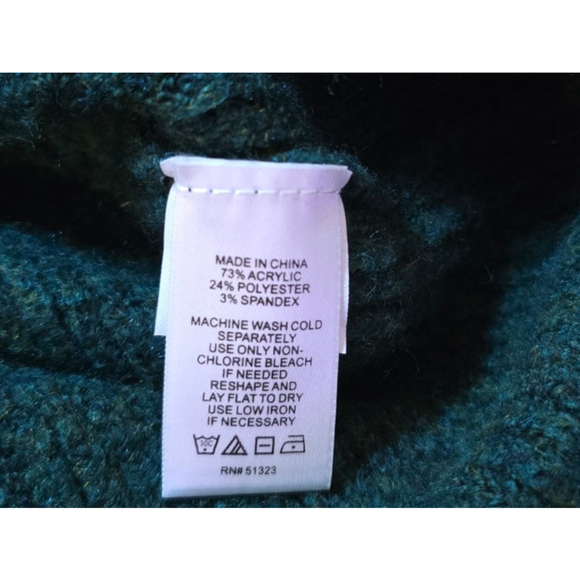 MADE IN CHINA
73% ACRYLIC
24% POLYESTER
3% SPANDEX
MACHINE WASH COLD
SEPARATELY
USE ONLY NON-
CHLORINE BLEACH
IF NEEDED
RESHAPE AND
LAY FLAT TO DRY
USE LOW IRON
IF NECESSARY
30C
RN# 51323